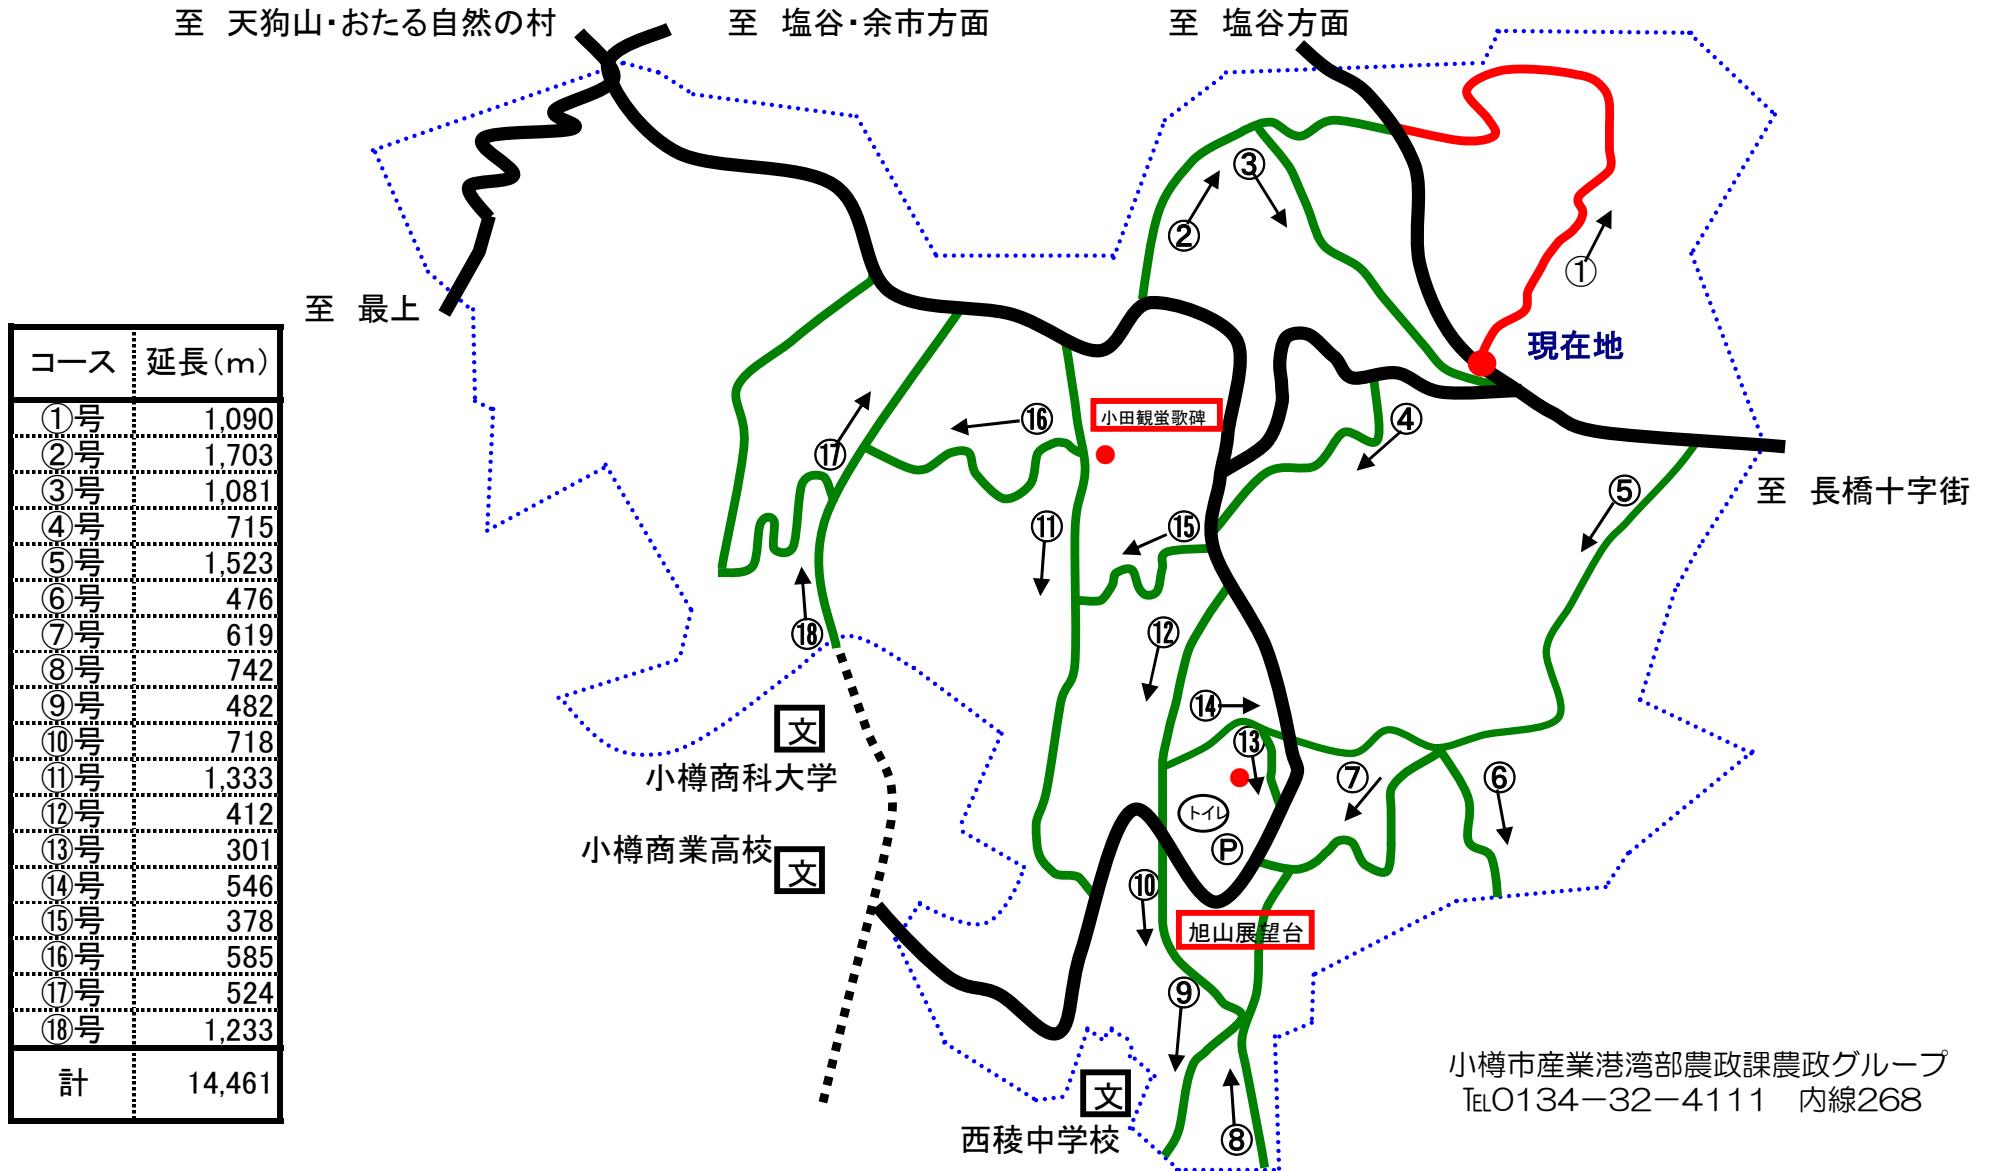 至　天狗山・おたる自然の村
至　塩谷・余市方面
至　塩谷方面
③
②
①
至　最上
現在地
コース 延長（ｍ）
①号 1,090
②号 1,703
③号 1,081
④号 715
⑤号 1,523
⑥号 476
⑦号 619
⑧号 742
⑨号 482
⑩号 718
⑪号 1,333
⑫号 412
⑬号 301
⑭号 546
⑮号 378
⑯号 585
⑰号 524
⑱号 1,233
計 14,461
小田観蛍歌碑
⑯
④
⑰
⑤
至　長橋十字街
⑪
⑮
⑫
⑱
⑭
⑬
文
小樽商科大学
⑦
⑥
トイレ
Ｐ
小樽商業高校
文
⑩
旭山展望台
⑨
文
西稜中学校
⑧
小樽市産業港湾部農政課農政グループ
℡０１３４－３２－４１１１　内線２６８